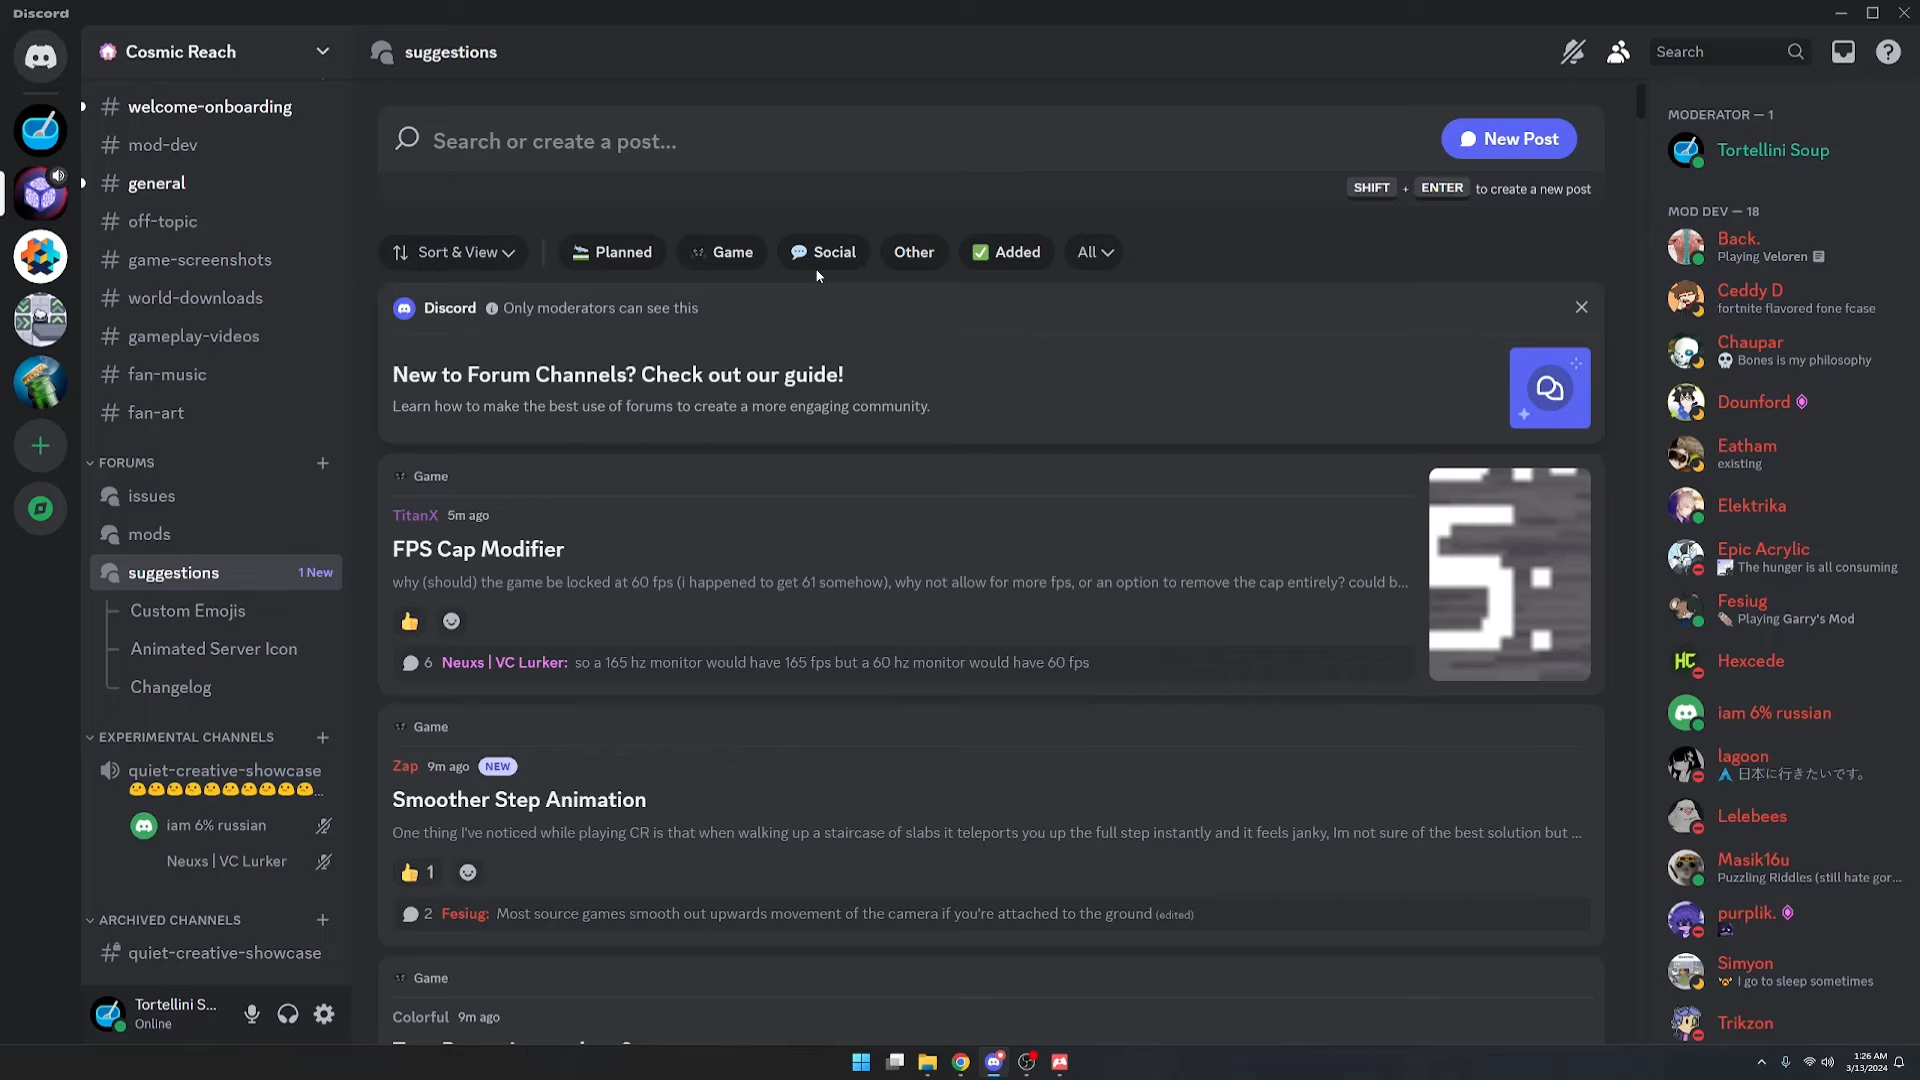 Discord
Cosmic Reach
welcome-onboarding
mod-dev
general
off-topic
game-screenshots
world-downloads
gameplay-videos
fan-music
fan-art
FORUMS
issues
mods
suggestions
1 New
Custom Emojis
Animated Server Icon
Changelog
EXPERIMENTAL CHANNELS
quiet-creative-showcase
iam 6% russian
Neuxs | VC Lurker
ARCHIVED CHANNELS
quiet-creative-showcase
Tortellini S...
Online
suggestions
Search
Search or create a post...
New Post
SHIFT + ENTER to create a new post
Sort & View
Planned
Game
Social
Other
Added
All
Discord Only moderators can see this
New to Forum Channels? Check out our guide!
Learn how to make the best use of forums to create a more engaging community.
Game
TitanX 5m ago
FPS Cap Modifier
why (should) the game be locked at 60 fps (i happened to get 61 somehow), why not allow for more fps, or an option to remove the cap entirely? could b...
6 Neuxs | VC Lurker: so a 165 hz monitor would have 165 fps but a 60 hz monitor would have 60 fps
Game
Zap 9m ago NEW
Smoother Step Animation
One thing I've noticed while playing CR is that when walking up a staircase of slabs it teleports you up the full step instantly and it feels janky, Im not sure of the best solution but ...
👍 1
2 Fesiug: Most source games smooth out upwards movement of the camera if you're attached to the ground (edited)
Game
Colorful 9m ago
MODERATOR — 1
Tortellini Soup
MOD DEV — 18
Back.
Playing Veloren
Ceddy D
fortnite flavored fone fcase
Chaupar
💀 Bones is my philosophy
Dounford
Eatham
existing
Elektrika
Epic Acrylic
The hunger is all consuming
Fesiug
Playing Garry's Mod
HC
Hexcede
iam 6% russian
lagoon
日本に行きたいです。
Lelebees
Masik16u
Puzzling Riddles (still hate gor...
purplik.
Simyon
I go to sleep sometimes
Trikzon
1:26 AM
3/13/2024